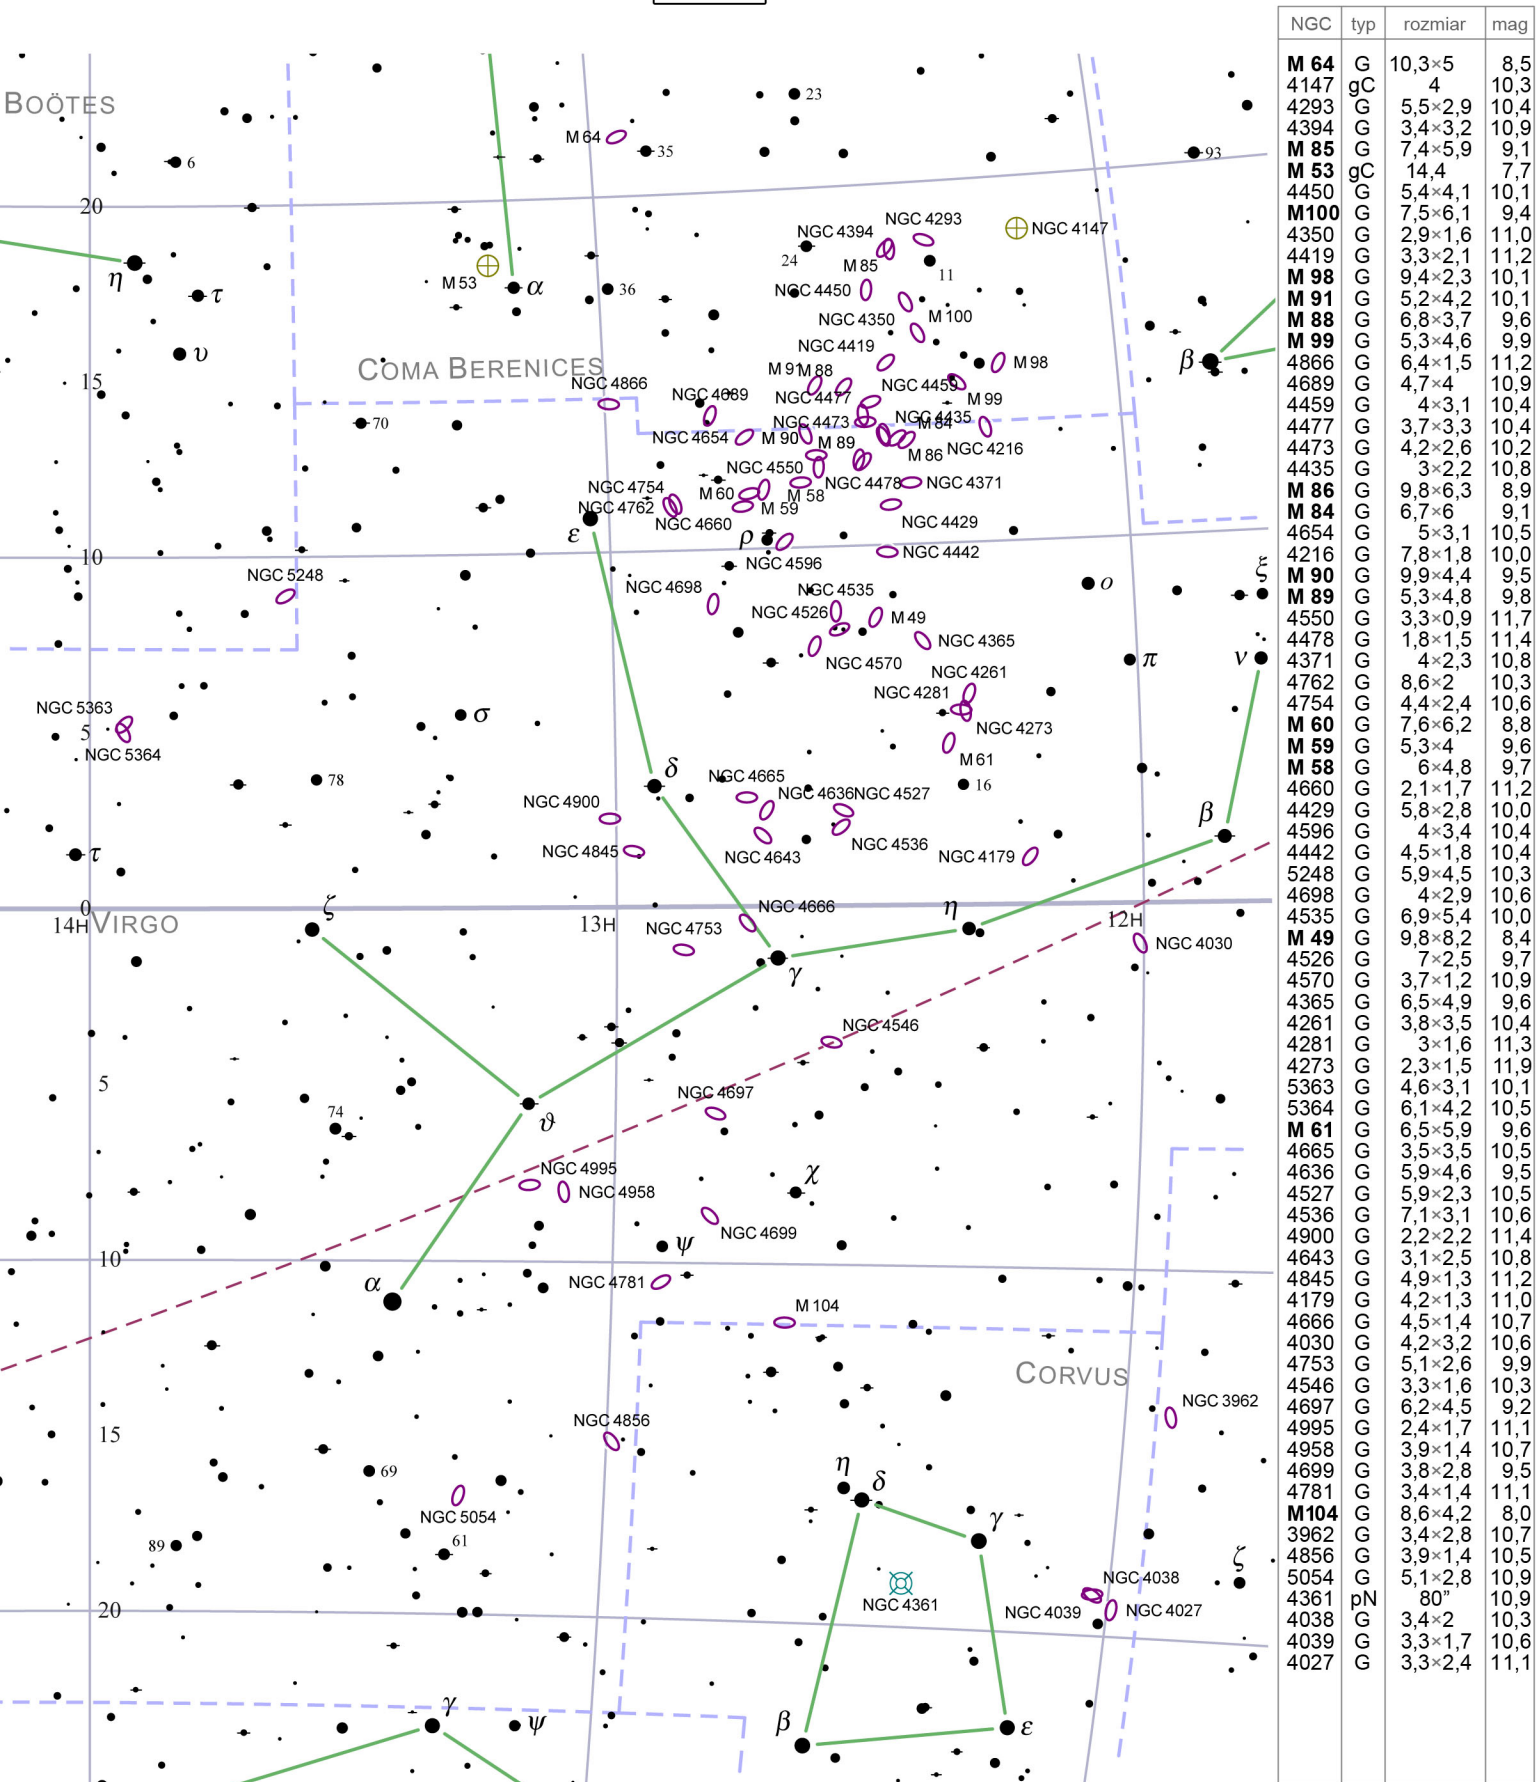 BOÖTES
23
M 64
35
6
93
20
NGC 4293
NGC 4394
NGC 4147
24
M 85
11
η
M 53
α
τ
NGC 4450
36
NGC 4350
M 100
υ
NGC 4419
β
COMA BERENICES
M 91
M 88
M 98
15
NGC 4866
NGC 4459
NGC 4689
NGC 4477
M 99
70
NGC 4473
NGC 4435
M 84
NGC 4654
M 90
M 89
NGC 4216
M 86
NGC 4550
NGC 4754
M 60
M 58
NGC 4478
NGC 4371
NGC 4762
M 59
NGC 4660
NGC 4429
ε
ρ
10
NGC 4442
NGC 4596
ξ
NGC 5248
NGC 4698
NGC 4535
ο
NGC 4526
M 49
NGC 4365
NGC 4570
π
ν
NGC 4261
NGC 4281
NGC 5363
σ
5
NGC 4273
NGC 5364
M 61
δ
78
NGC 4665
16
NGC 4900
NGC 4636
NGC 4527
β
NGC 4845
NGC 4536
τ
NGC 4643
NGC 4179
0
ζ
NGC 4666
η
14H
VIRGO
13H
NGC 4753
12H
NGC 4030
γ
NGC 4546
5
NGC 4697
74
ϑ
NGC 4995
χ
NGC 4958
NGC 4699
ψ
10
α
NGC 4781
M 104
CORVUS
NGC 3962
15
NGC 4856
η
δ
69
NGC 5054
γ
61
89
ζ
NGC 4361
NGC 4038
20
NGC 4039
NGC 4027
γ
ψ
β
ε
NGC typ rozmiar mag
M 64 G 10,3×5 8,5
4147 gC 4 10,3
4293 G 5,5×2,9 10,4
4394 G 3,4×3,2 10,9
M 85 G 7,4×5,9 9,1
M 53 gC 14,4 7,7
4450 G 5,4×4,1 10,1
M100 G 7,5×6,1 9,4
4350 G 2,9×1,6 11,0
4419 G 3,3×2,1 11,2
M 98 G 9,4×2,3 10,1
M 91 G 5,2×4,2 10,1
M 88 G 6,8×3,7 9,6
M 99 G 5,3×4,6 9,9
4866 G 6,4×1,5 11,2
4689 G 4,7×4 10,9
4459 G 4×3,1 10,4
4477 G 3,7×3,3 10,4
4473 G 4,2×2,6 10,2
4435 G 3×2,2 10,8
M 86 G 9,8×6,3 8,9
M 84 G 6,7×6 9,1
4654 G 5×3,1 10,5
4216 G 7,8×1,8 10,0
M 90 G 9,9×4,4 9,5
M 89 G 5,3×4,8 9,8
4550 G 3,3×0,9 11,7
4478 G 1,8×1,5 11,4
4371 G 4×2,3 10,8
4762 G 8,6×2 10,3
4754 G 4,4×2,4 10,6
M 60 G 7,6×6,2 8,8
M 59 G 5,3×4 9,6
M 58 G 6×4,8 9,7
4660 G 2,1×1,7 11,2
4429 G 5,8×2,8 10,0
4596 G 4×3,4 10,4
4442 G 4,5×1,8 10,4
5248 G 5,9×4,5 10,3
4698 G 4×2,9 10,6
4535 G 6,9×5,4 10,0
M 49 G 9,8×8,2 8,4
4526 G 7×2,5 9,7
4570 G 3,7×1,2 10,9
4365 G 6,5×4,9 9,6
4261 G 3,8×3,5 10,4
4281 G 3×1,6 11,3
4273 G 2,3×1,5 11,9
5363 G 4,6×3,1 10,1
5364 G 6,1×4,2 10,5
M 61 G 6,5×5,9 9,6
4665 G 3,5×3,5 10,5
4636 G 5,9×4,6 9,5
4527 G 5,9×2,3 10,5
4536 G 7,1×3,1 10,6
4900 G 2,2×2,2 11,4
4643 G 3,1×2,5 10,8
4845 G 4,9×1,3 11,2
4179 G 4,2×1,3 11,0
4666 G 4,5×1,4 10,7
4030 G 4,2×3,2 10,6
4753 G 5,1×2,6 9,9
4546 G 3,3×1,6 10,3
4697 G 6,2×4,5 9,2
4995 G 2,4×1,7 11,1
4958 G 3,9×1,4 10,7
4699 G 3,8×2,8 9,5
4781 G 3,4×1,4 11,1
M104 G 8,6×4,2 8,0
3962 G 3,4×2,8 10,7
4856 G 3,9×1,4 10,5
5054 G 5,1×2,8 10,9
4361 pN 80” 10,9
4038 G 3,4×2 10,3
4039 G 3,3×1,7 10,6
4027 G 3,3×2,4 11,1